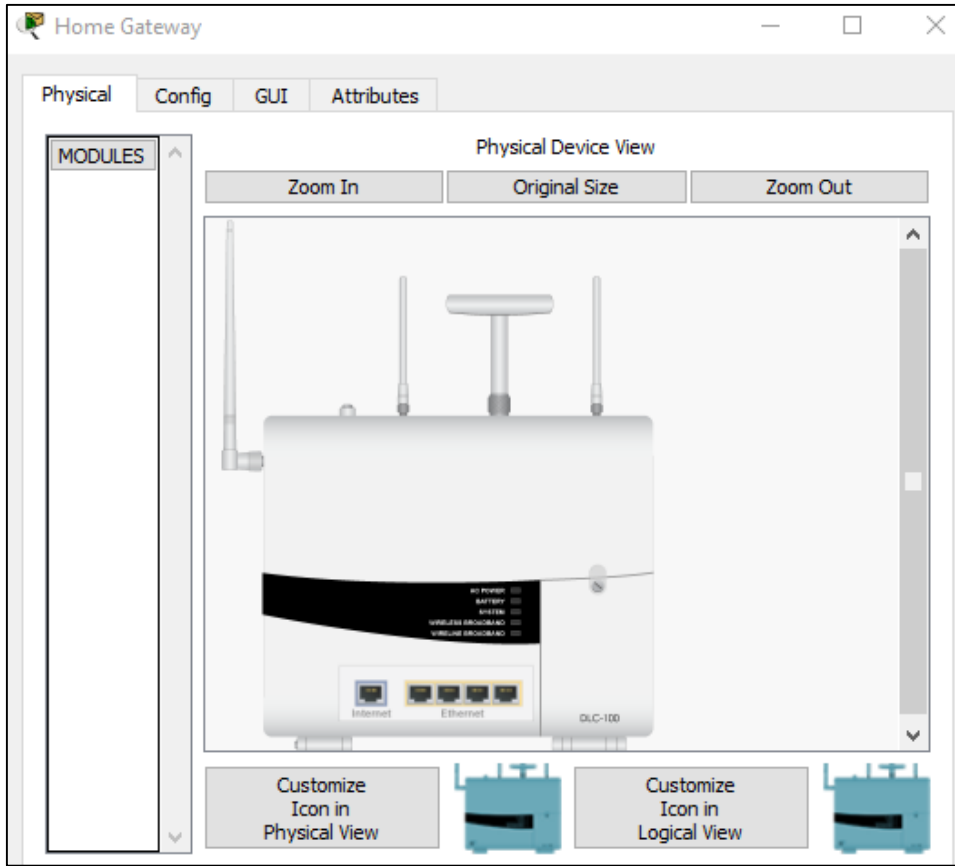 Home Gateway
Physical Config GUI Attributes
MODULES
Physical Device View
Zoom In Original Size Zoom Out
AC POWER
BATTERY
SYSTEM
WIRELESS BROADBAND
WIRELINE BROADBAND
Internet Ethernet
DLC-100
Customize
Icon in
Physical View
Customize
Icon in
Logical View